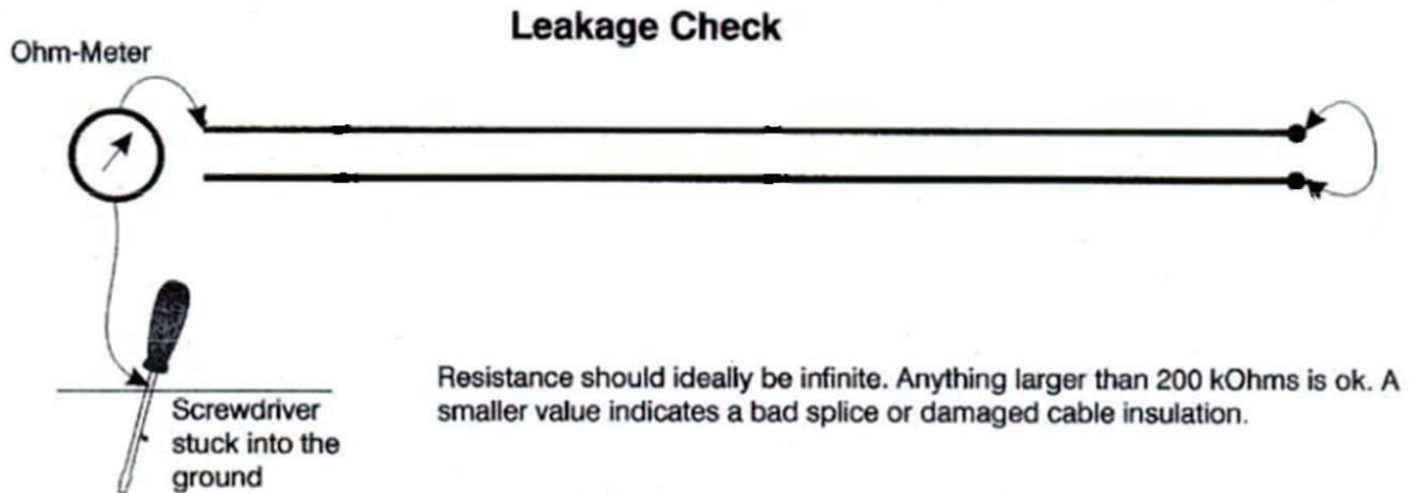 Leakage Check
Ohm-Meter
Resistance should ideally be infinite. Anything larger than 200 kOhms is ok. A
smaller value indicates a bad splice or damaged cable insulation.
Screwdriver
stuck into the
ground